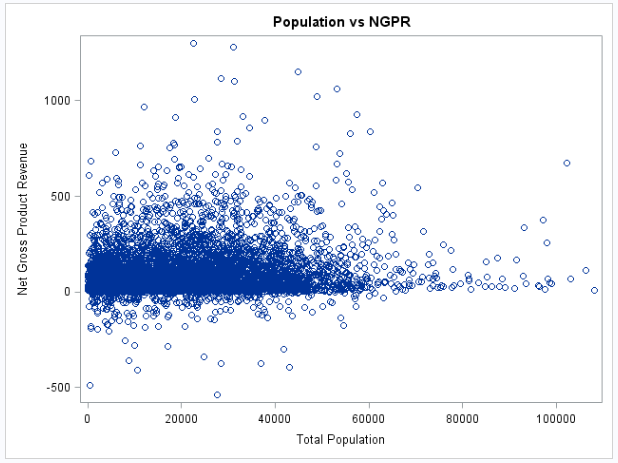 Population vs NGPR
Net Gross Product Revenue
1000
500
0
-500
0 20000 40000 60000 80000 100000
Total Population